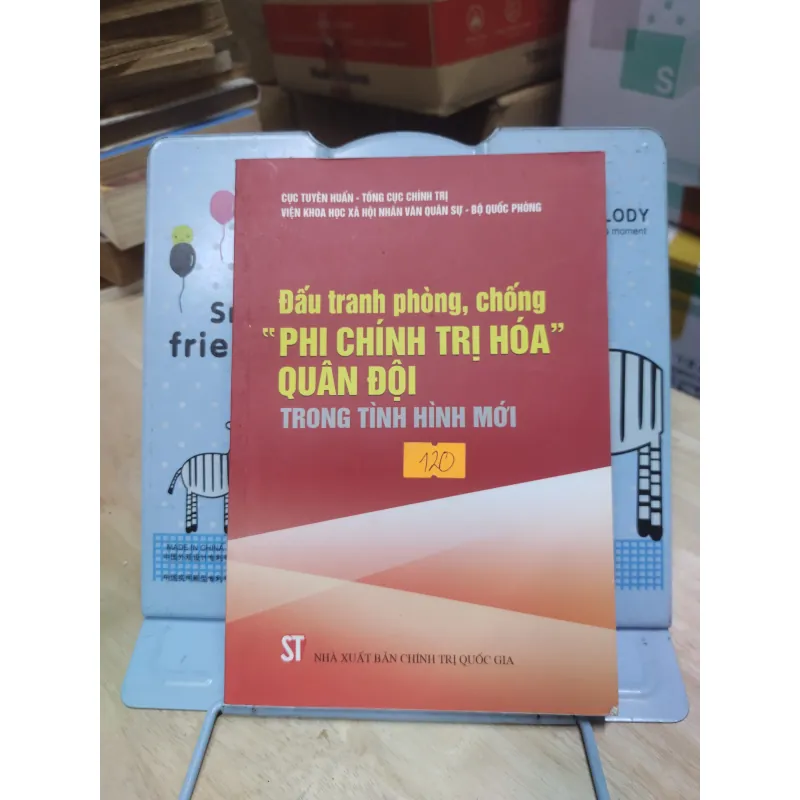 CỤC TUYÊN HUẤN - TỔNG CỤC CHÍNH TRỊ
VIỆN KHOA HỌC XÃ HỘI NHÂN VĂN QUÂN SỰ - BỘ QUỐC PHÒNG
Đấu tranh phòng, chống
“PHI CHÍNH TRỊ HÓA”
QUÂN ĐỘI
TRONG TÌNH HÌNH MỚI
120
ST NHÀ XUẤT BẢN CHÍNH TRỊ QUỐC GIA
LODY
moment
frie
MADE IN CHINA
S